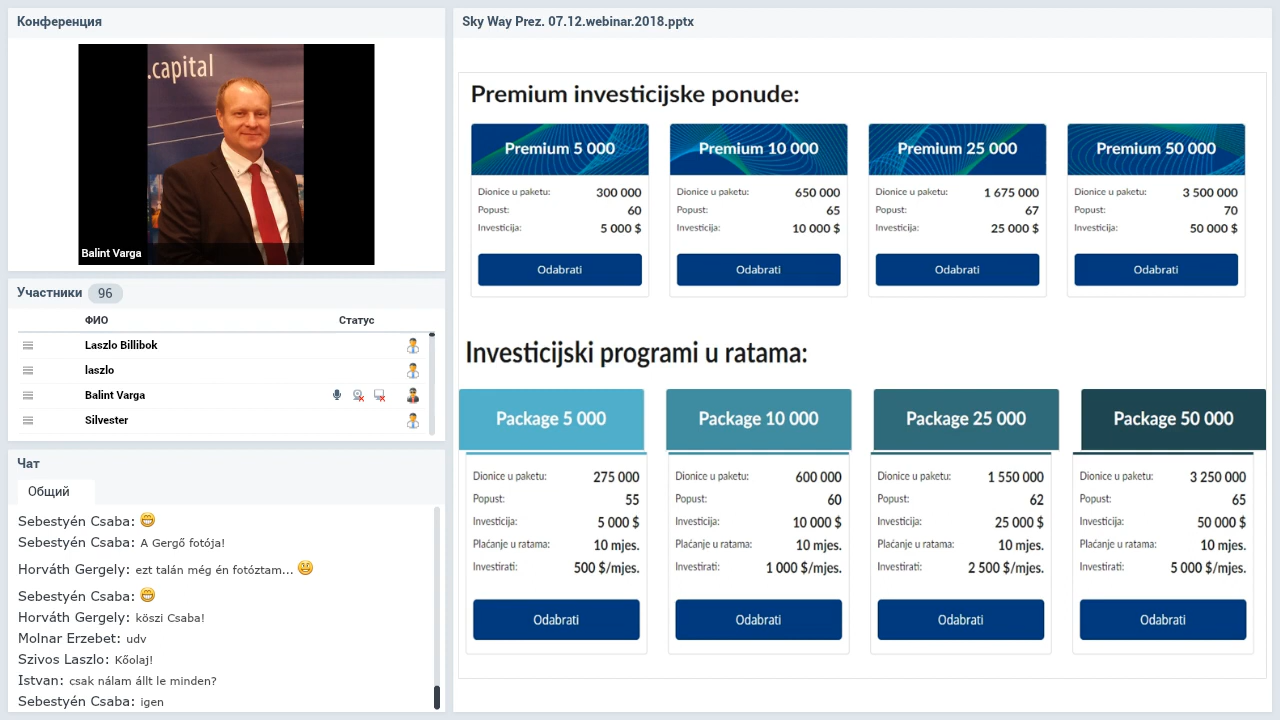 Конференция
.capital
Balint Varga
Участники 96
ФИО Статус
Laszlo Billibok
laszlo
Balint Varga
Silvester
Чат
Общий
Sebestyén Csaba:
Sebestyén Csaba: A Gergő fotója!
Horváth Gergely: ezt talán még én fotóztam...
Sebestyén Csaba:
Horváth Gergely: köszi Csaba!
Molnar Erzebet: udv
Szivos Laszlo: Kőolaj!
Istvan: csak nálam állt le minden?
Sebestyén Csaba: igen
Sky Way Prez. 07.12.webinar.2018.pptx
Premium investicijske ponude:
Premium 5 000
Dionice u paketu: 300 000
Popust: 60
Investicija: 5 000 $
Odabrati
Premium 10 000
Dionice u paketu: 650 000
Popust: 65
Investicija: 10 000 $
Odabrati
Premium 25 000
Dionice u paketu: 1 675 000
Popust: 67
Investicija: 25 000 $
Odabrati
Premium 50 000
Dionice u paketu: 3 500 000
Popust: 70
Investicija: 50 000 $
Odabrati
Investicijski programi u ratama:
Package 5 000
Dionice u paketu: 275 000
Popust: 55
Investicija: 5 000 $
Plaćanje u ratama: 10 mjes.
Investirati: 500 $/mjes.
Odabrati
Package 10 000
Dionice u paketu: 600 000
Popust: 60
Investicija: 10 000 $
Plaćanje u ratama: 10 mjes.
Investirati: 1 000 $/mjes.
Odabrati
Package 25 000
Dionice u paketu: 1 550 000
Popust: 62
Investicija: 25 000 $
Plaćanje u ratama: 10 mjes.
Investirati: 2 500 $/mjes.
Odabrati
Package 50 000
Dionice u paketu: 3 250 000
Popust: 65
Investicija: 50 000 $
Plaćanje u ratama: 10 mjes.
Investirati: 5 000 $/mjes.
Odabrati